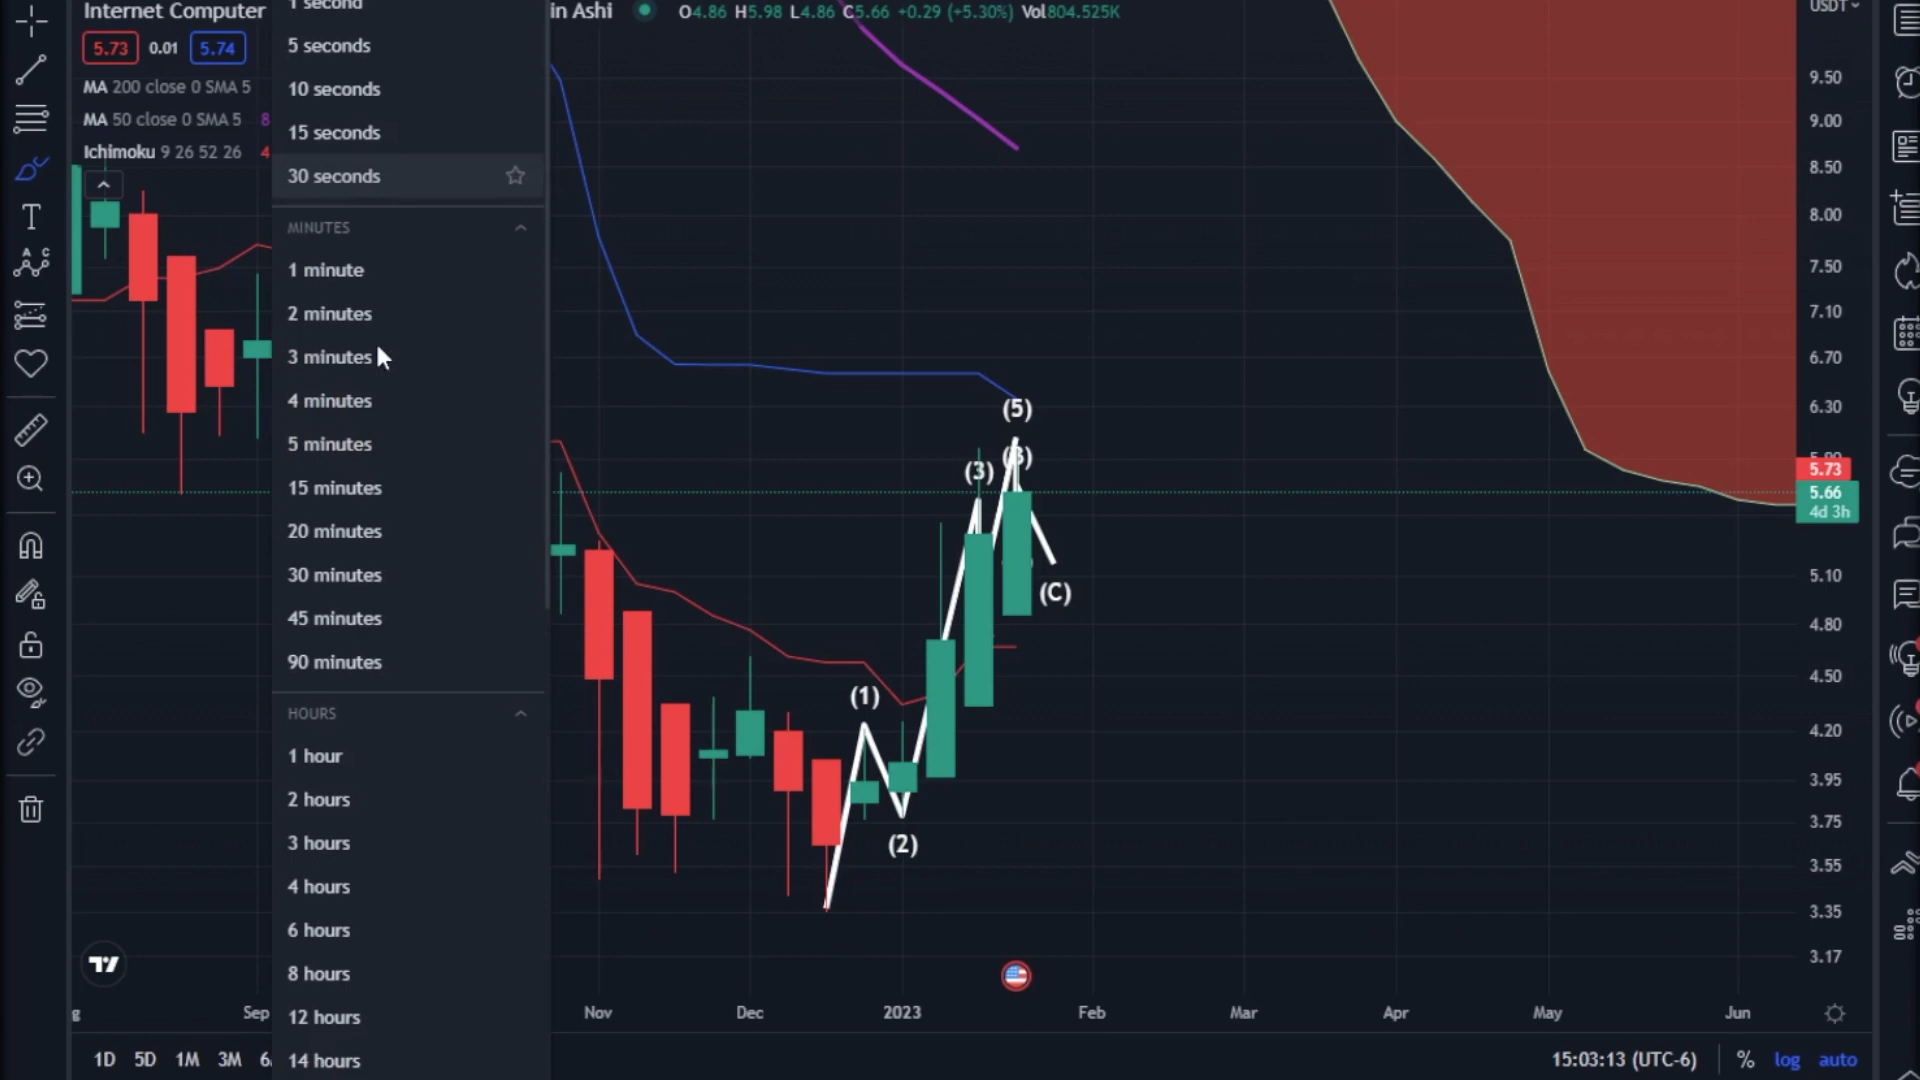 Internet Computer
in Ashi
O4.86 H5.98 L4.86 C5.66 +0.29 (+5.30%) Vol804.525K
USDT
5.73 0.01 5.74
MA 200 close 0 SMA 5
MA 50 close 0 SMA 5 8
Ichimoku 9 26 52 26 4
1 second
5 seconds
10 seconds
15 seconds
30 seconds
MINUTES
1 minute
2 minutes
3 minutes
4 minutes
5 minutes
15 minutes
20 minutes
30 minutes
45 minutes
90 minutes
HOURS
1 hour
2 hours
3 hours
4 hours
6 hours
8 hours
12 hours
14 hours
(1)
(2)
(3)
(5)
(C)
9.50
9.00
8.50
8.00
7.50
7.10
6.70
6.30
5.73
5.66
4d 3h
5.10
4.80
4.50
4.20
3.95
3.75
3.55
3.35
3.17
Sep
Nov
Dec
2023
Feb
Mar
Apr
May
Jun
1D 5D 1M 3M
15:03:13 (UTC-6)
% log auto